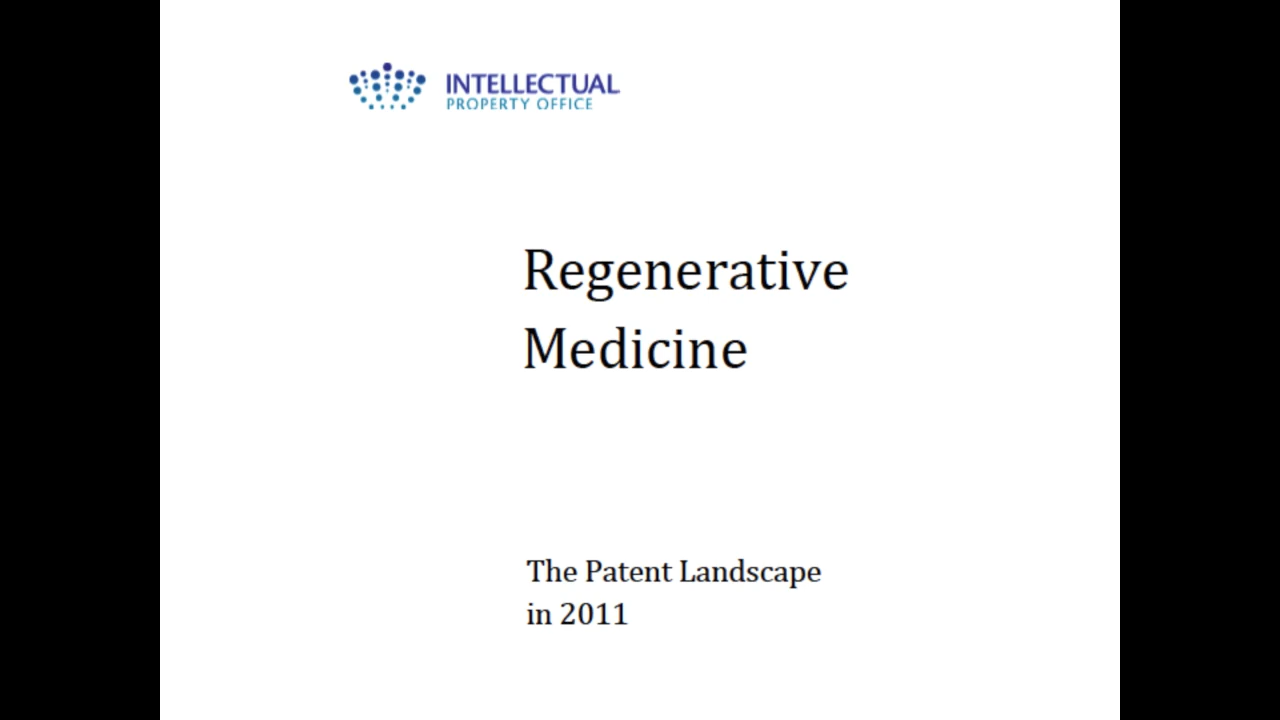 INTELLECTUAL
PROPERTY OFFICE
Regenerative
Medicine
The Patent Landscape
in 2011